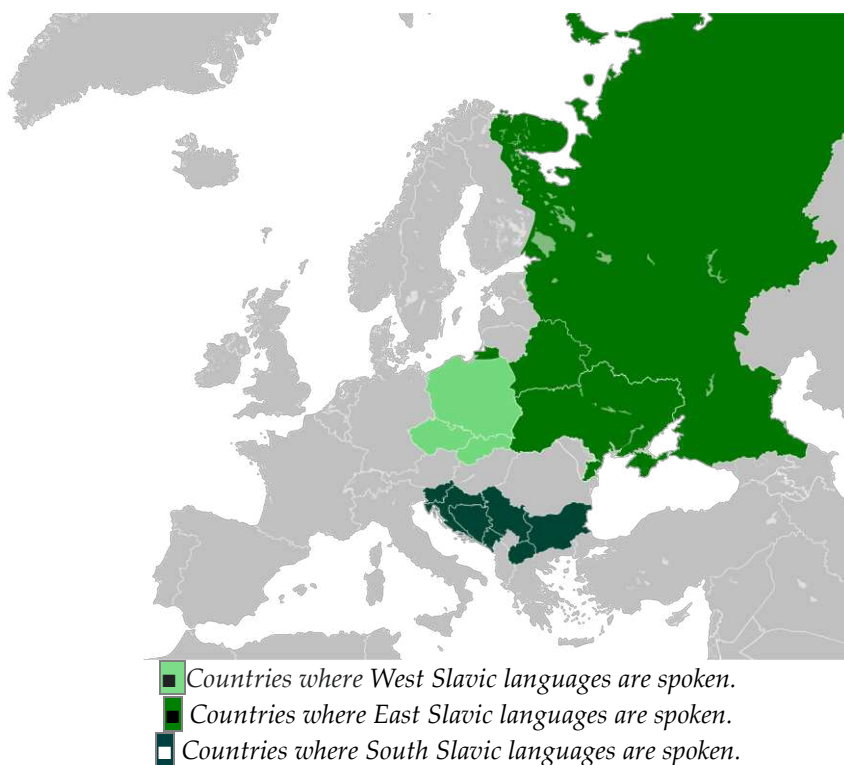 Countries where West Slavic languages are spoken.
Countries where East Slavic languages are spoken.
Countries where South Slavic languages are spoken.